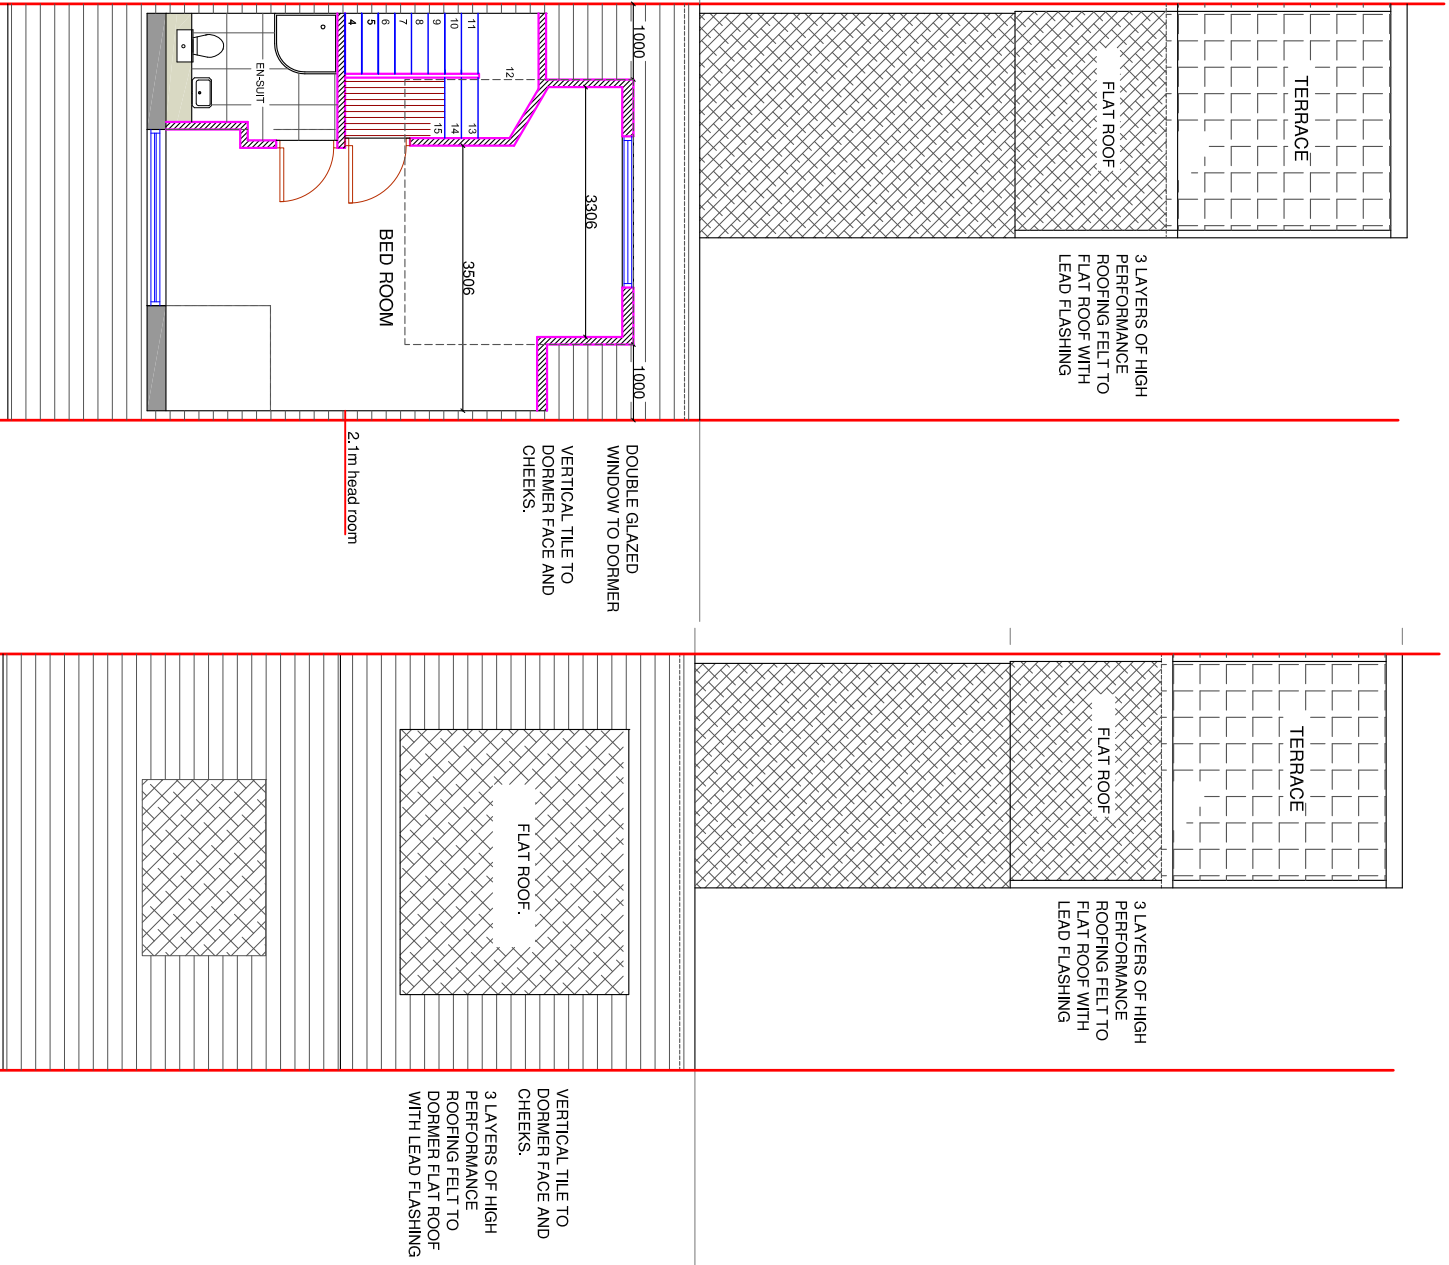 TERRACE
FLAT ROOF
3 LAYERS OF HIGH
PERFORMANCE
ROOFING FELT TO
FLAT ROOF WITH
LEAD FLASHING
1000
3306
1000
3506
BED ROOM
EN-SUIT
4
5
6
7
8
9
10
11
12
13
14
15
2.1m head room
DOUBLE GLAZED
WINDOW TO DORMER
VERTICAL TILE TO
DORMER FACE AND
CHEEKS.
TERRACE
FLAT ROOF
3 LAYERS OF HIGH
PERFORMANCE
ROOFING FELT TO
FLAT ROOF WITH
LEAD FLASHING
FLAT ROOF.
VERTICAL TILE TO
DORMER FACE AND
CHEEKS.
3 LAYERS OF HIGH
PERFORMANCE
ROOFING FELT TO
DORMER FLAT ROOF
WITH LEAD FLASHING